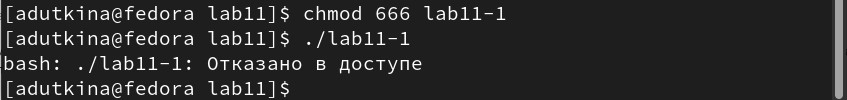 [adutkina@fedora lab11]$ chmod 666 lab11-1
[adutkina@fedora lab11]$ ./lab11-1
bash: ./lab11-1: Отказано в доступе
[adutkina@fedora lab11]$